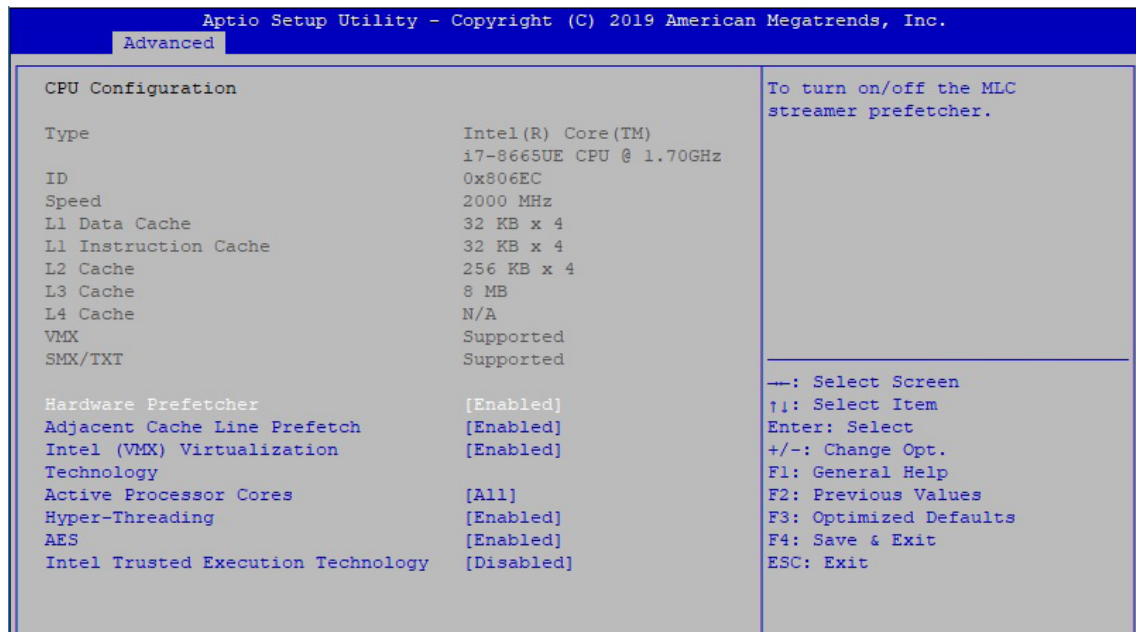 Aptio Setup Utility - Copyright (C) 2019 American Megatrends, Inc.
Advanced
CPU Configuration
Type Intel(R) Core(TM)
i7-8665UE CPU @ 1.70GHz
ID 0x806EC
Speed 2000 MHz
L1 Data Cache 32 KB x 4
L1 Instruction Cache 32 KB x 4
L2 Cache 256 KB x 4
L3 Cache 8 MB
L4 Cache N/A
VMX Supported
SMX/TXT Supported
Hardware Prefetcher [Enabled]
Adjacent Cache Line Prefetch [Enabled]
Intel (VMX) Virtualization [Enabled]
Technology
Active Processor Cores [All]
Hyper-Threading [Enabled]
AES [Enabled]
Intel Trusted Execution Technology [Disabled]
To turn on/off the MLC
streamer prefetcher.
→←: Select Screen
↑↓: Select Item
Enter: Select
+/-: Change Opt.
F1: General Help
F2: Previous Values
F3: Optimized Defaults
F4: Save & Exit
ESC: Exit